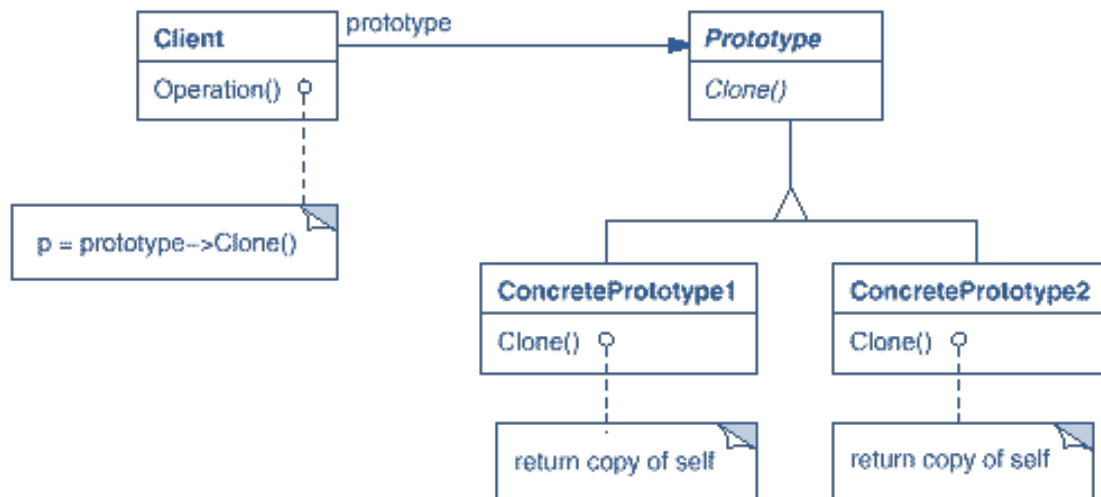 Client
Operation()
prototype
Prototype
Clone()
p = prototype->Clone()
ConcretePrototype1
Clone()
return copy of self
ConcretePrototype2
Clone()
return copy of self